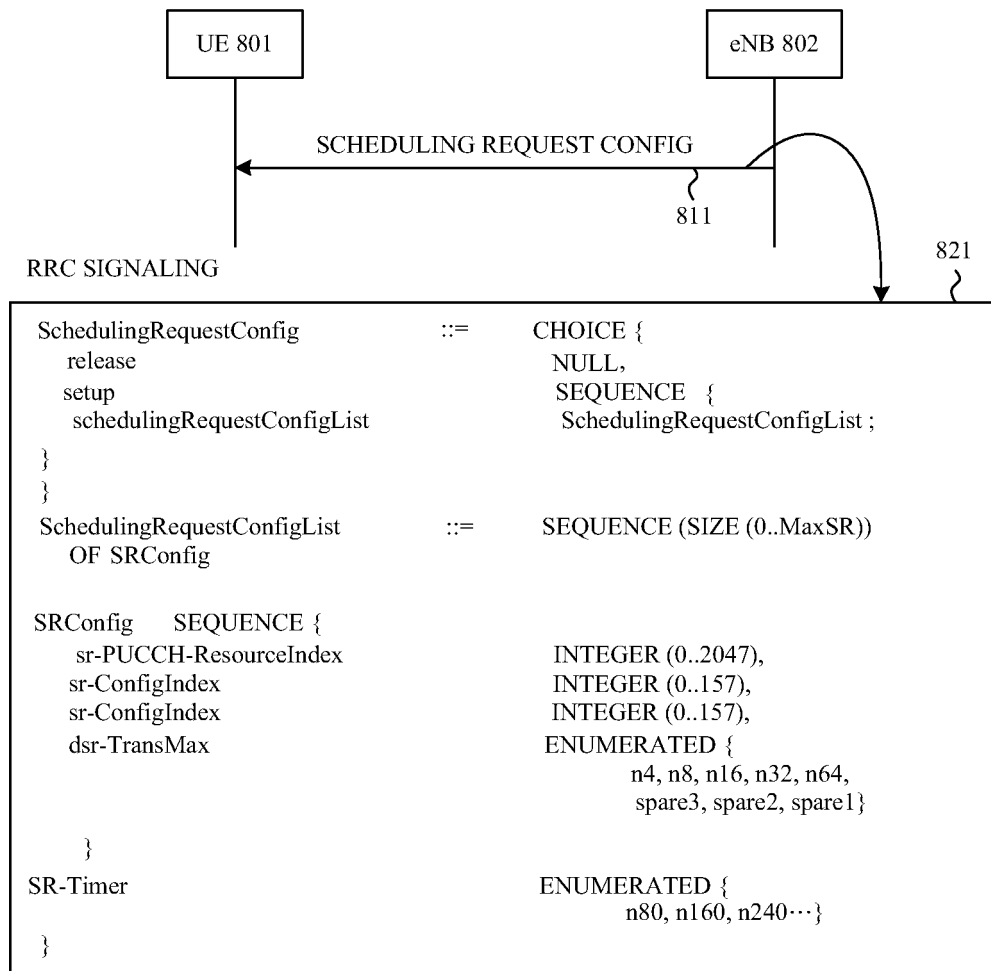 UE 801
eNB 802
SCHEDULING REQUEST CONFIG
811
RRC SIGNALING
821
SchedulingRequestConfig ::= CHOICE {
release NULL,
setup SEQUENCE {
schedulingRequestConfigList SchedulingRequestConfigList ;
}
}
SchedulingRequestConfigList ::= SEQUENCE (SIZE (0..MaxSR))
OF SRConfig
SRConfig SEQUENCE {
sr-PUCCH-ResourceIndex INTEGER (0..2047),
sr-ConfigIndex INTEGER (0..157),
sr-ConfigIndex INTEGER (0..157),
dsr-TransMax ENUMERATED {
n4, n8, n16, n32, n64,
spare3, spare2, spare1}
}
SR-Timer ENUMERATED {
n80, n160, n240···}
}